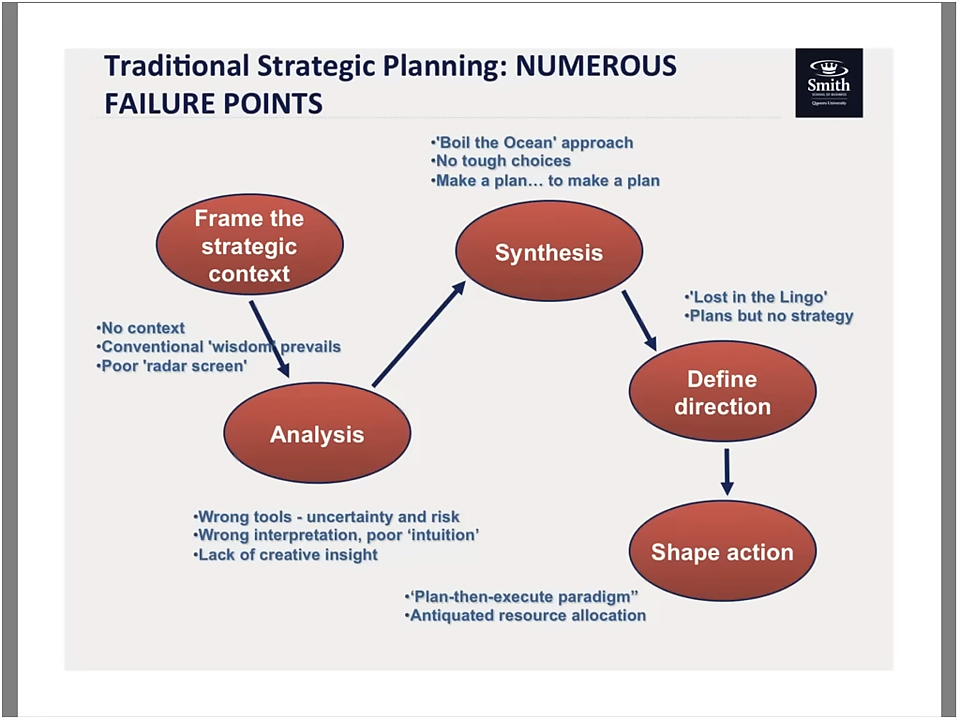 Traditional Strategic Planning: NUMEROUS
FAILURE POINTS
Smith
SCHOOL OF BUSINESS
Queen's University
•'Boil the Ocean' approach
•No tough choices
•Make a plan… to make a plan
Frame the
strategic
context
Synthesis
•'Lost in the Lingo'
•Plans but no strategy
•No context
•Conventional 'wisdom' prevails
•Poor 'radar screen'
Define
direction
Analysis
•Wrong tools - uncertainty and risk
•Wrong interpretation, poor ‘intuition’
•Lack of creative insight
Shape action
•‘Plan-then-execute paradigm”
•Antiquated resource allocation